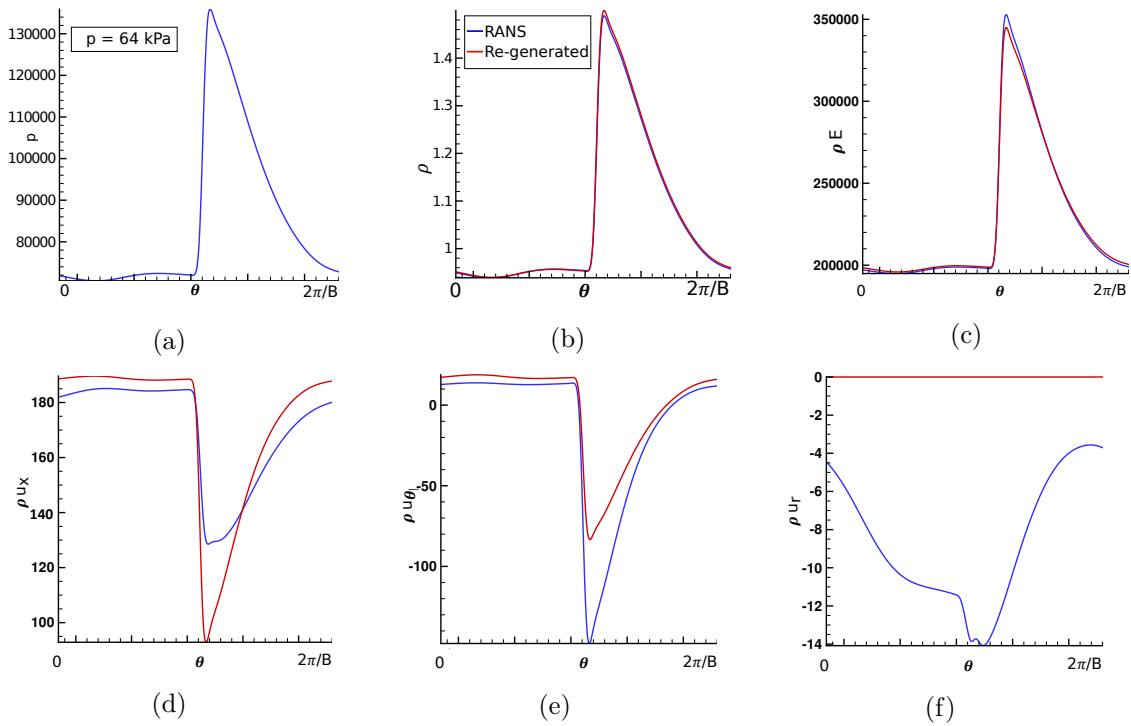 130000
120000
110000
100000
90000
80000
p
p = 64 kPa
0
θ
2π/B
(a)
1.4
1.3
1.2
1.1
1
ρ
RANS
Re-generated
0
θ
2π/B
(b)
350000
300000
250000
200000
ρ E
0
θ
2π/B
(c)
180
160
140
120
100
ρ ux
0
θ
2π/B
(d)
0
-50
-100
ρ uθ
0
θ
2π/B
(e)
0
-2
-4
-6
-8
-10
-12
-14
ρ ur
0
θ
2π/B
(f)